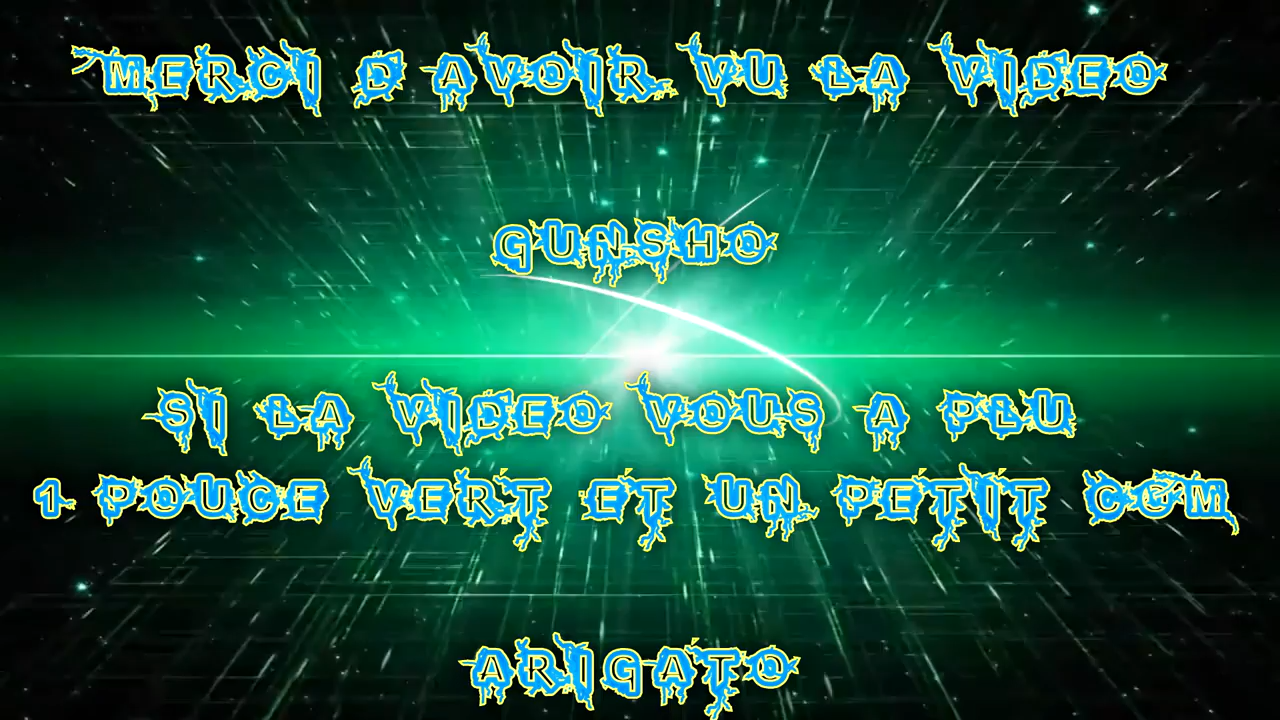 MERCI D AVOIR VU LA VIDEO
GUNSHO
SI LA VIDEO VOUS A PLU
1 POUCE VERT ET UN PETIT COM
ARIGATO